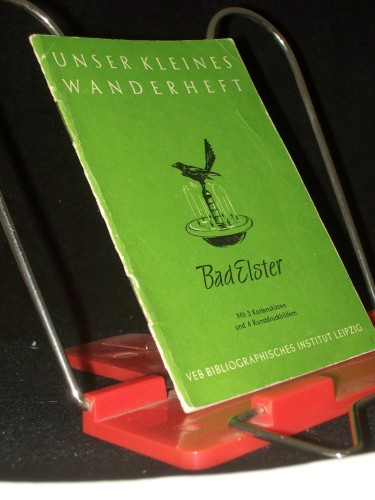 UNSER KLEINES
WANDERHEFT
Bad Elster
Mit 3 Kartenskizzen
und 4 Kunstdruckbildern
VEB BIBLIOGRAPHISCHES INSTITUT LEIPZIG